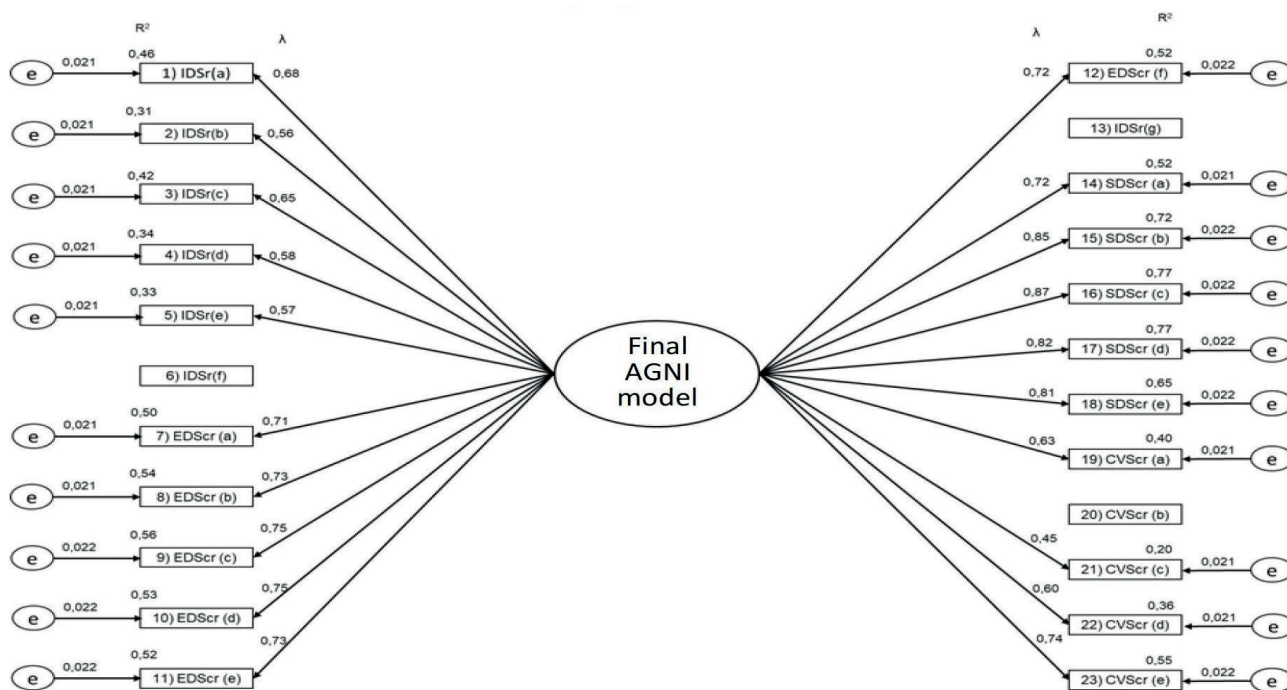 R²
λ
0,46
e
0,021
1) IDSr(a)
0,68
0,31
e
0,021
2) IDSr(b)
0,56
0,42
e
0,021
3) IDSr(c)
0,65
0,34
e
0,021
4) IDSr(d)
0,58
0,33
e
0,021
5) IDSr(e)
0,57
6) IDSr(f)
0,50
e
0,021
7) EDScr (a)
0,71
0,54
e
0,021
8) EDScr (b)
0,73
0,56
e
0,022
9) EDScr (c)
0,75
0,53
e
0,022
10) EDScr (d)
0,75
0,52
e
0,022
11) EDScr (e)
0,73
Final
AGNI
model
R²
λ
0,52
0,72
12) EDScr (f)
0,022
e
13) IDSr(g)
0,52
0,72
14) SDScr (a)
0,021
e
0,72
0,85
15) SDScr (b)
0,022
e
0,77
0,87
16) SDScr (c)
0,022
e
0,77
0,82
17) SDScr (d)
0,022
e
0,65
0,81
18) SDScr (e)
0,022
e
0,40
0,63
19) CVScr (a)
0,021
e
20) CVScr (b)
0,20
0,45
21) CVScr (c)
0,021
e
0,36
0,60
22) CVScr (d)
0,021
e
0,55
0,74
23) CVScr (e)
0,022
e